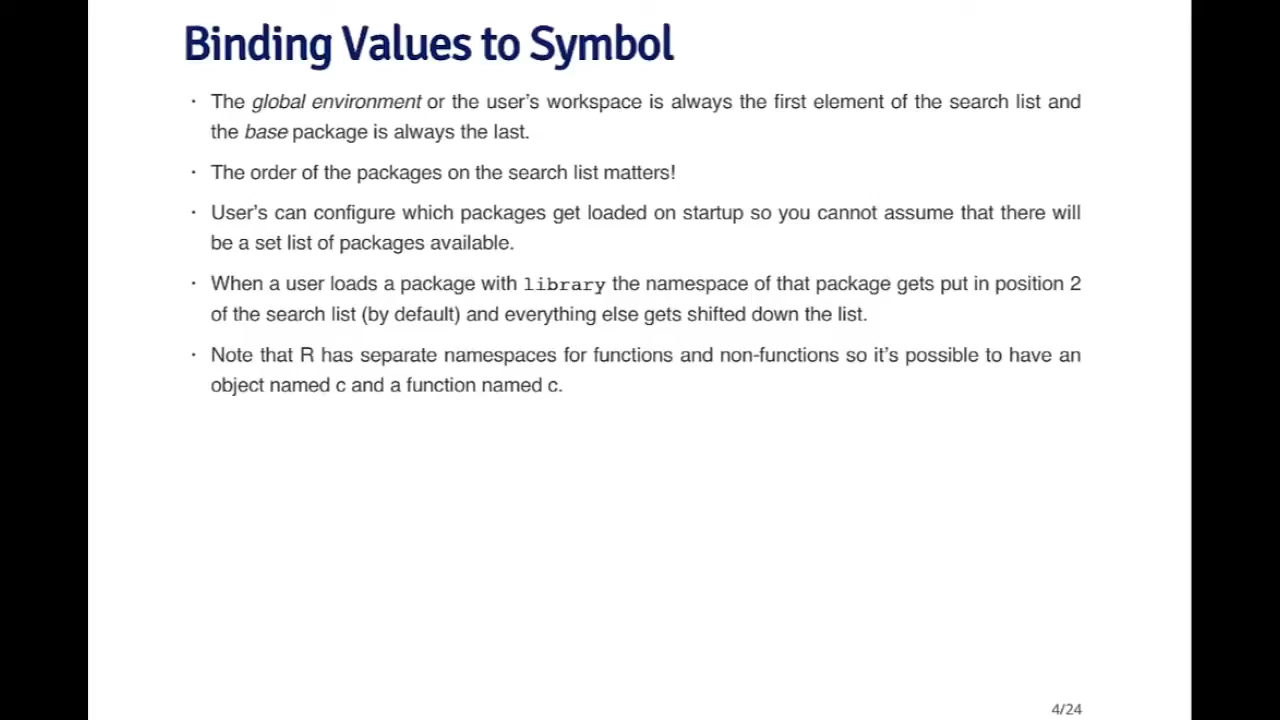 Binding Values to Symbol
· The global environment or the user's workspace is always the first element of the search list and
the base package is always the last.
· The order of the packages on the search list matters!
· User's can configure which packages get loaded on startup so you cannot assume that there will
be a set list of packages available.
· When a user loads a package with library the namespace of that package gets put in position 2
of the search list (by default) and everything else gets shifted down the list.
· Note that R has separate namespaces for functions and non-functions so it's possible to have an
object named c and a function named c.
4/24